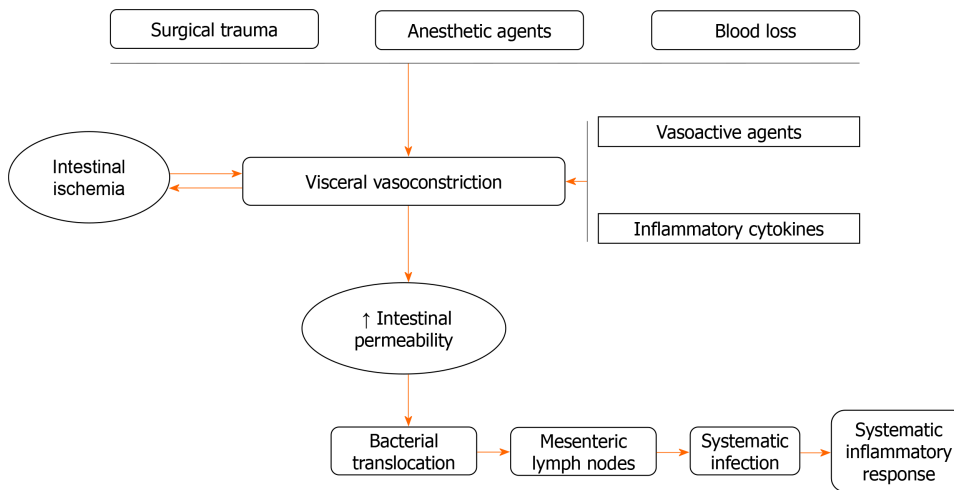 Surgical trauma
Anesthetic agents
Blood loss
Vasoactive agents
Intestinal
ischemia
Visceral vasoconstriction
Inflammatory cytokines
↑ Intestinal
permeability
Bacterial
translocation
Mesenteric
lymph nodes
Systematic
infection
Systematic
inflammatory
response